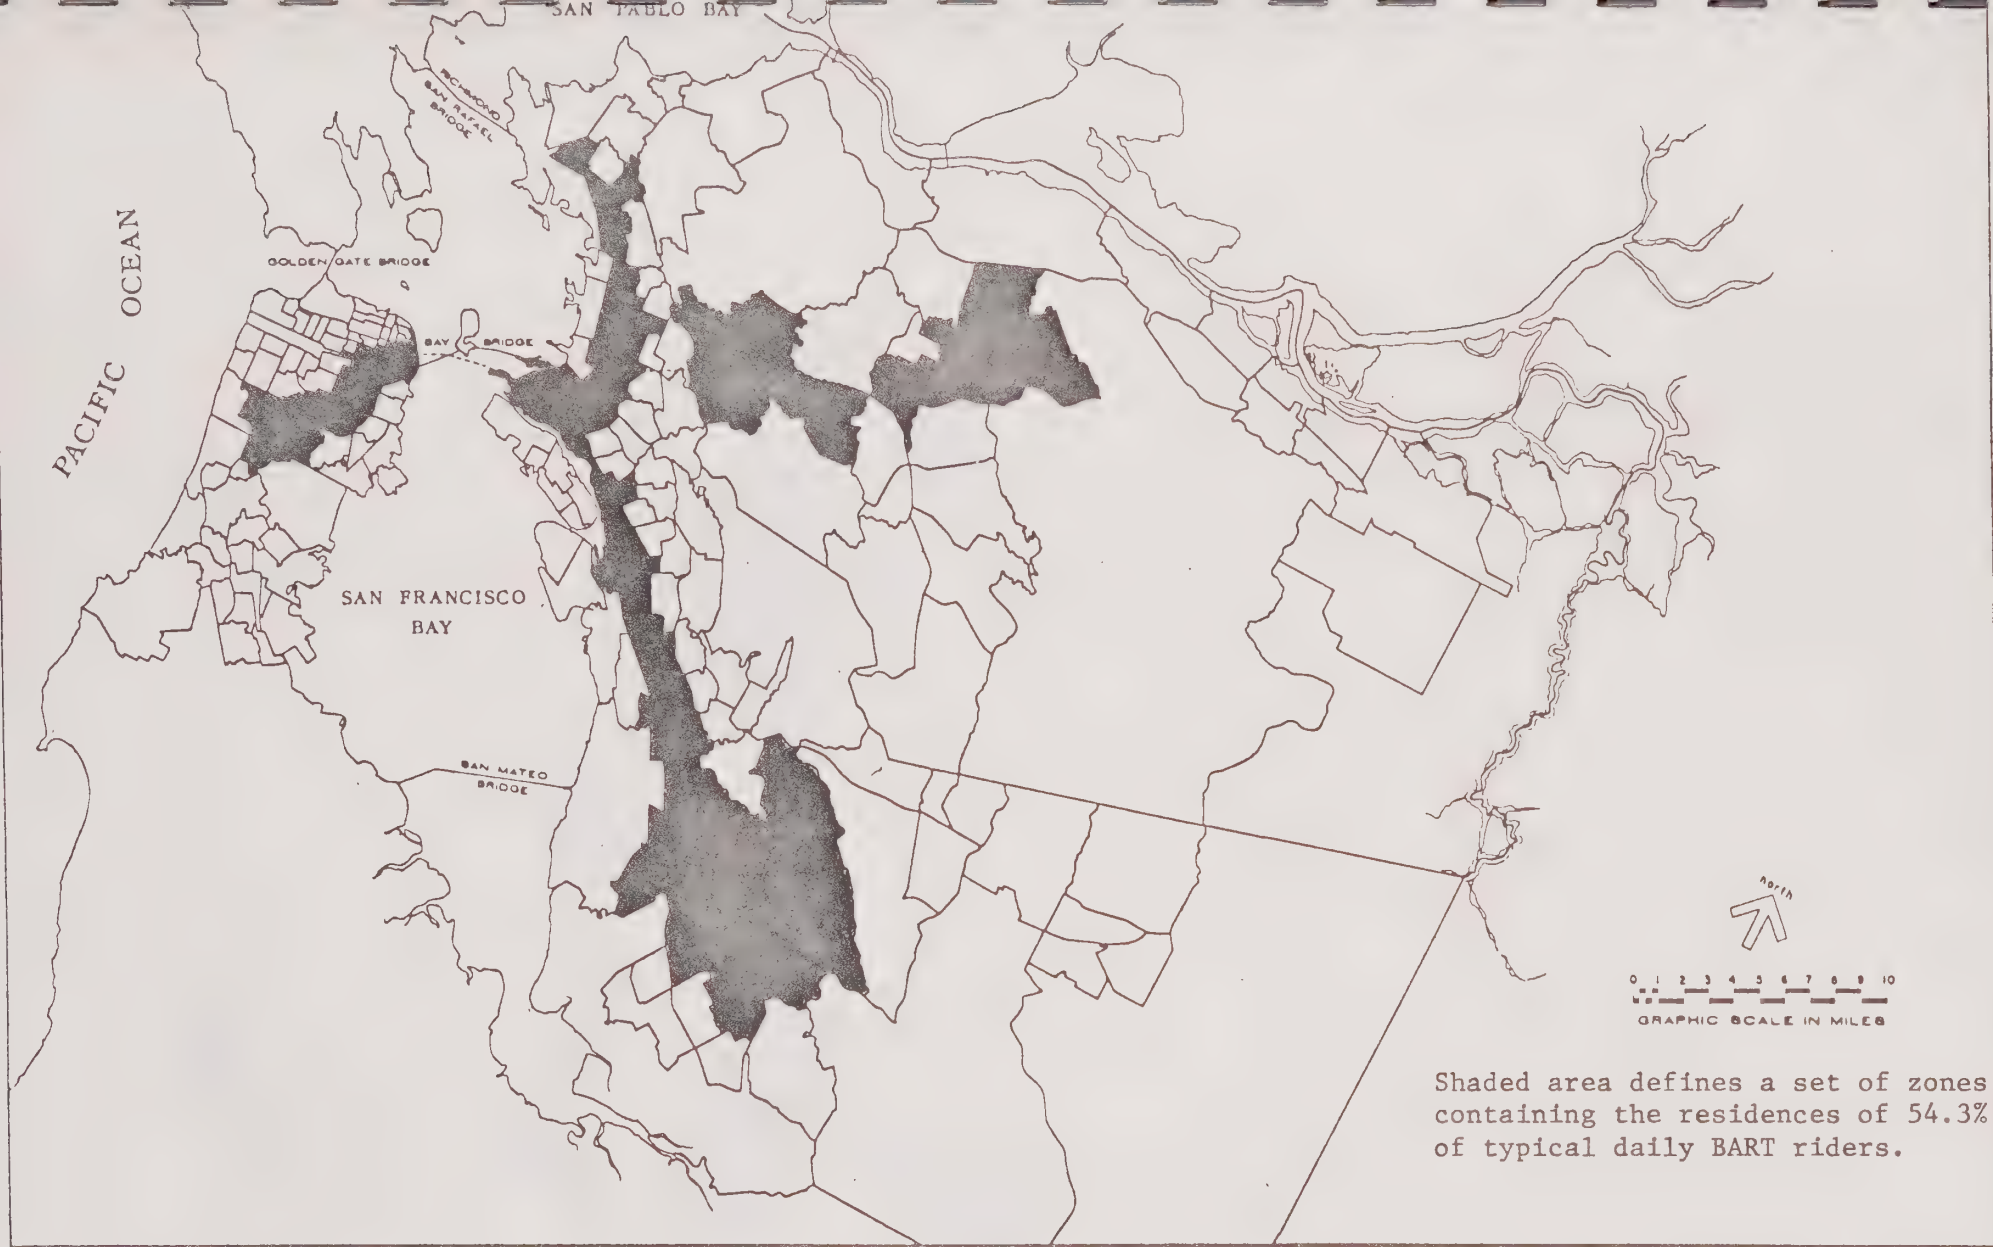 SAN PABLO BAY
RICHMOND
SAN RAFAEL
BRIDGE
PACIFIC OCEAN
GOLDEN GATE BRIDGE
BAY BRIDGE
SAN FRANCISCO
BAY
SAN MATEO
BRIDGE
north
0 1 2 3 4 5 6 7 8 9 10
GRAPHIC SCALE IN MILES
Shaded area defines a set of zones
containing the residences of 54.3%
of typical daily BART riders.